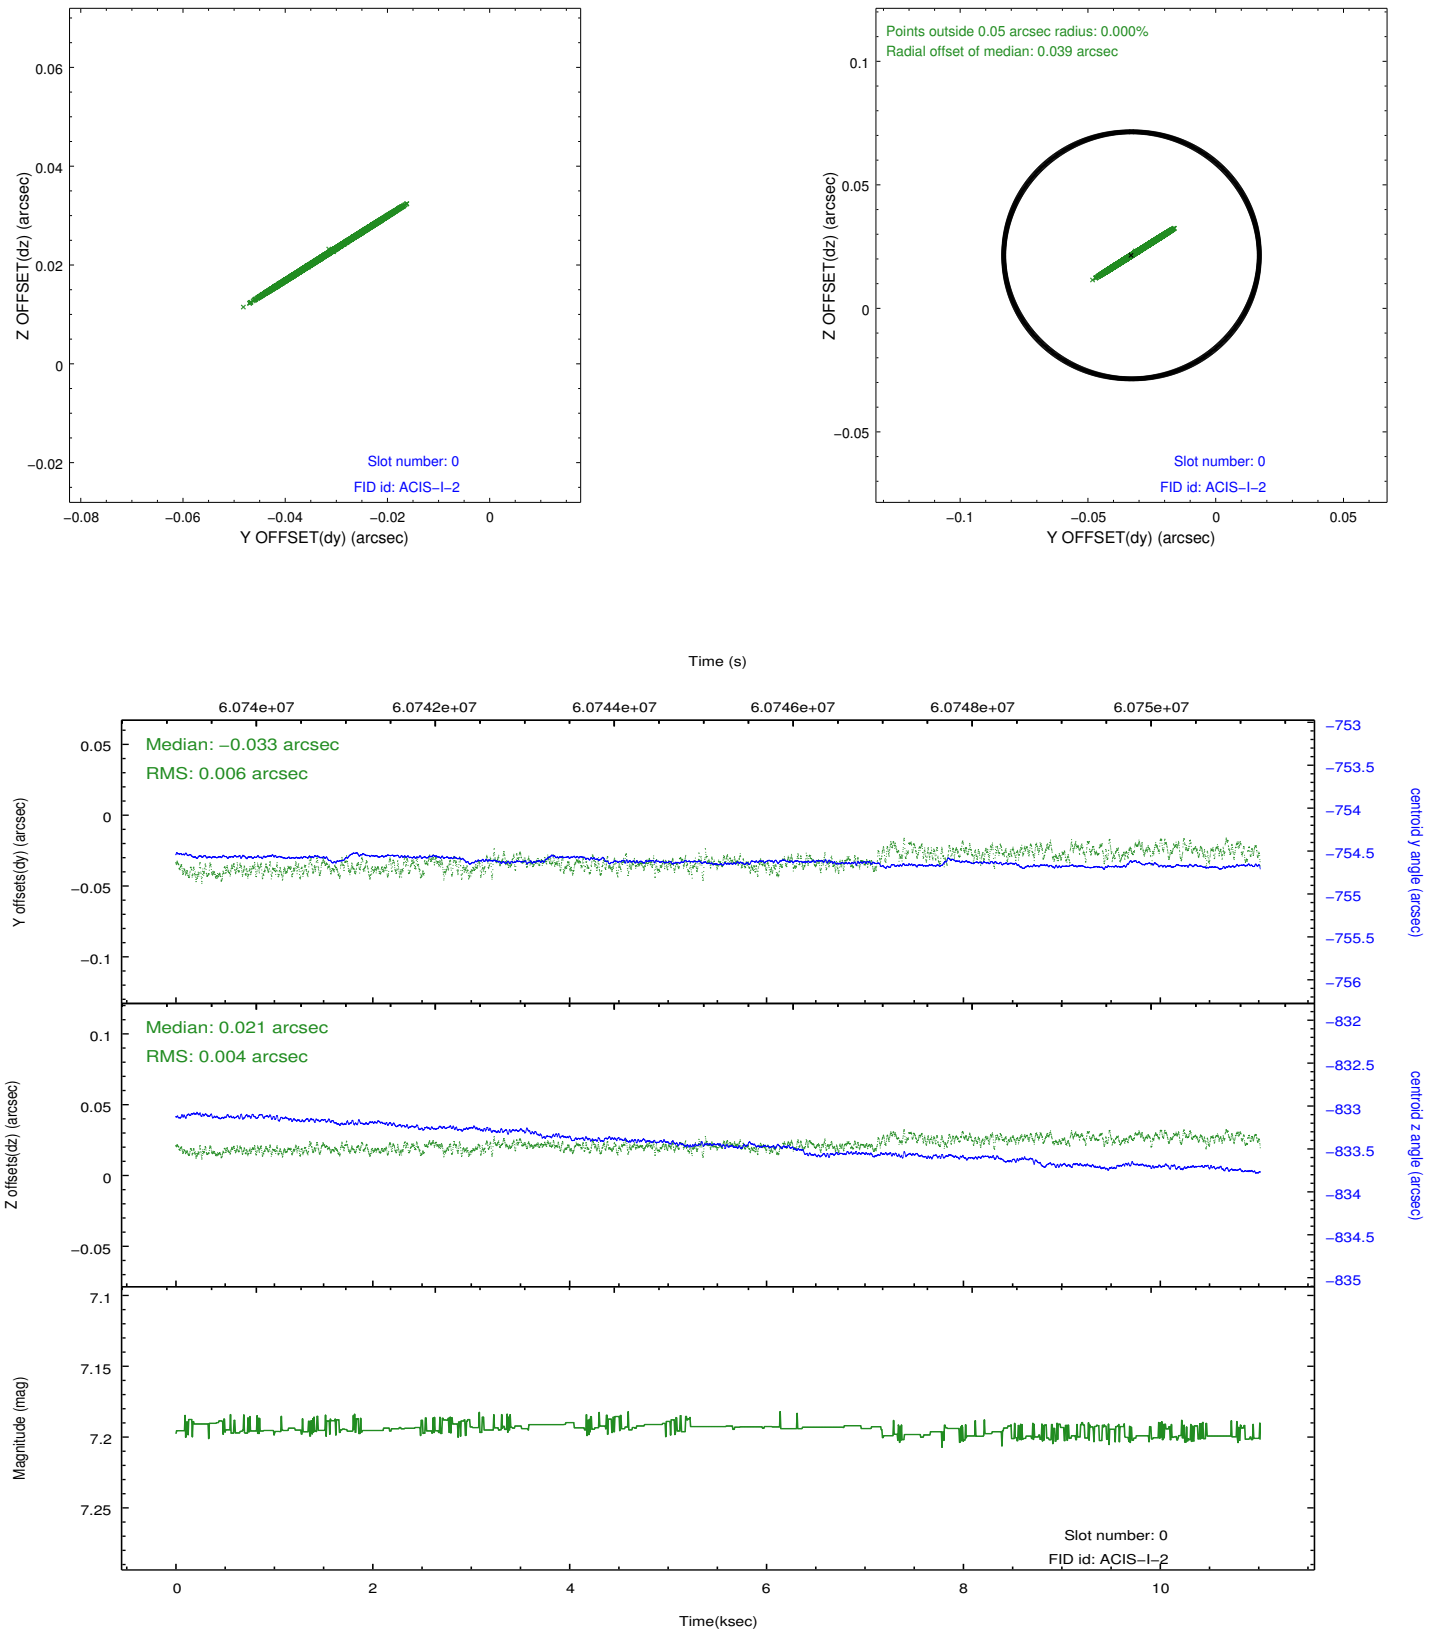 0.06
0.04
0.02
0
−0.02
Z OFFSET(dz) (arcsec)
Slot number: 0
FID id: ACIS−I−2
−0.08
−0.06
−0.04
−0.02
0
Y OFFSET(dy) (arcsec)
Points outside 0.05 arcsec radius: 0.000%
Radial offset of median: 0.039 arcsec
0.1
0.05
0
−0.05
Z OFFSET(dz) (arcsec)
Slot number: 0
FID id: ACIS−I−2
−0.1
−0.05
0
0.05
Y OFFSET(dy) (arcsec)
Time (s)
6.074e+07
6.0742e+07
6.0744e+07
6.0746e+07
6.0748e+07
6.075e+07
Median: −0.033 arcsec
RMS: 0.006 arcsec
0.05
0
−0.05
−0.1
Y offsets(dy) (arcsec)
−753
−753.5
−754
−754.5
−755
−755.5
−756
centroid y angle (arcsec)
Median: 0.021 arcsec
RMS: 0.004 arcsec
0.1
0.05
0
−0.05
Z offsets(dz) (arcsec)
−832
−832.5
−833
−833.5
−834
−834.5
−835
centroid z angle (arcsec)
7.1
7.15
7.2
7.25
Magnitude (mag)
Slot number: 0
FID id: ACIS−I−2
0
2
4
6
8
10
Time(ksec)